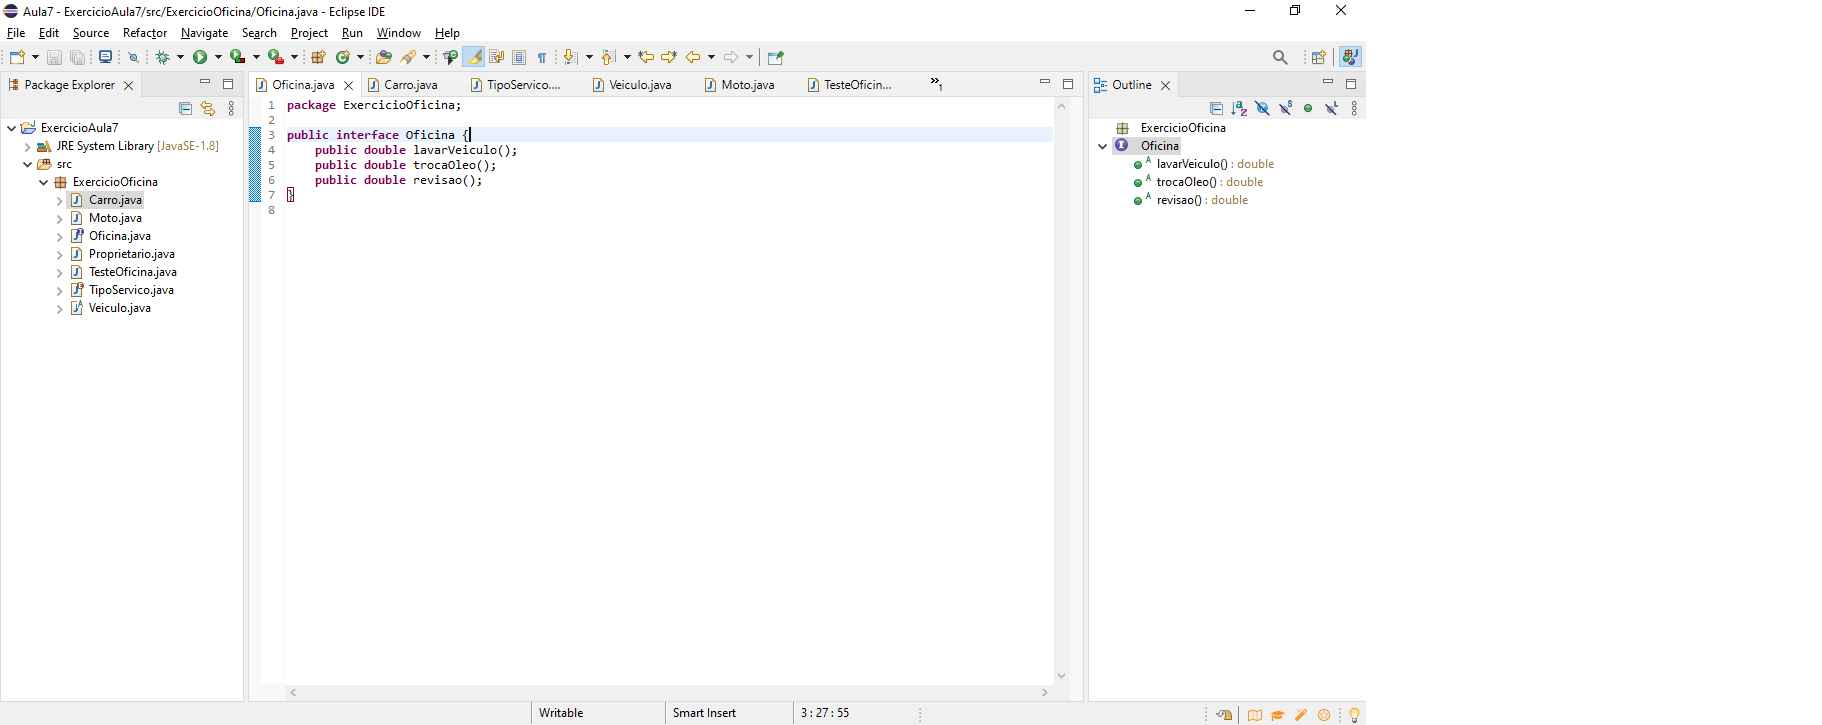 Aula7 - ExercicioAula7/src/ExercicioOficina/Oficina.java - Eclipse IDE
File Edit Source Refactor Navigate Search Project Run Window Help
Package Explorer
ExercicioAula7
JRE System Library [JavaSE-1.8]
src
ExercicioOficina
Carro.java
Moto.java
Oficina.java
Proprietario.java
TesteOficina.java
TipoServico.java
Veiculo.java
Oficina.java Carro.java TipoServico.... Veiculo.java Moto.java TesteOficin... »1
1 package ExercicioOficina;
2
3 public interface Oficina {
4 public double lavarVeiculo();
5 public double trocaOleo();
6 public double revisao();
7 }
8
Outline
ExercicioOficina
Oficina
lavarVeiculo() : double
trocaOleo() : double
revisao() : double
Writable Smart Insert 3 : 27 : 55